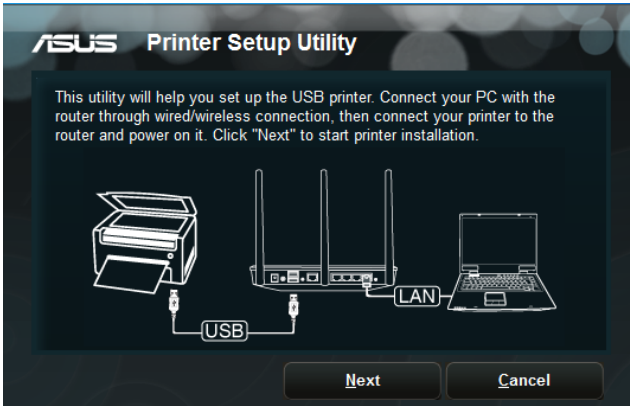 ASUS Printer Setup Utility
This utility will help you set up the USB printer. Connect your PC with the
router through wired/wireless connection, then connect your printer to the
router and power on it. Click "Next" to start printer installation.
LAN
USB
Next Cancel